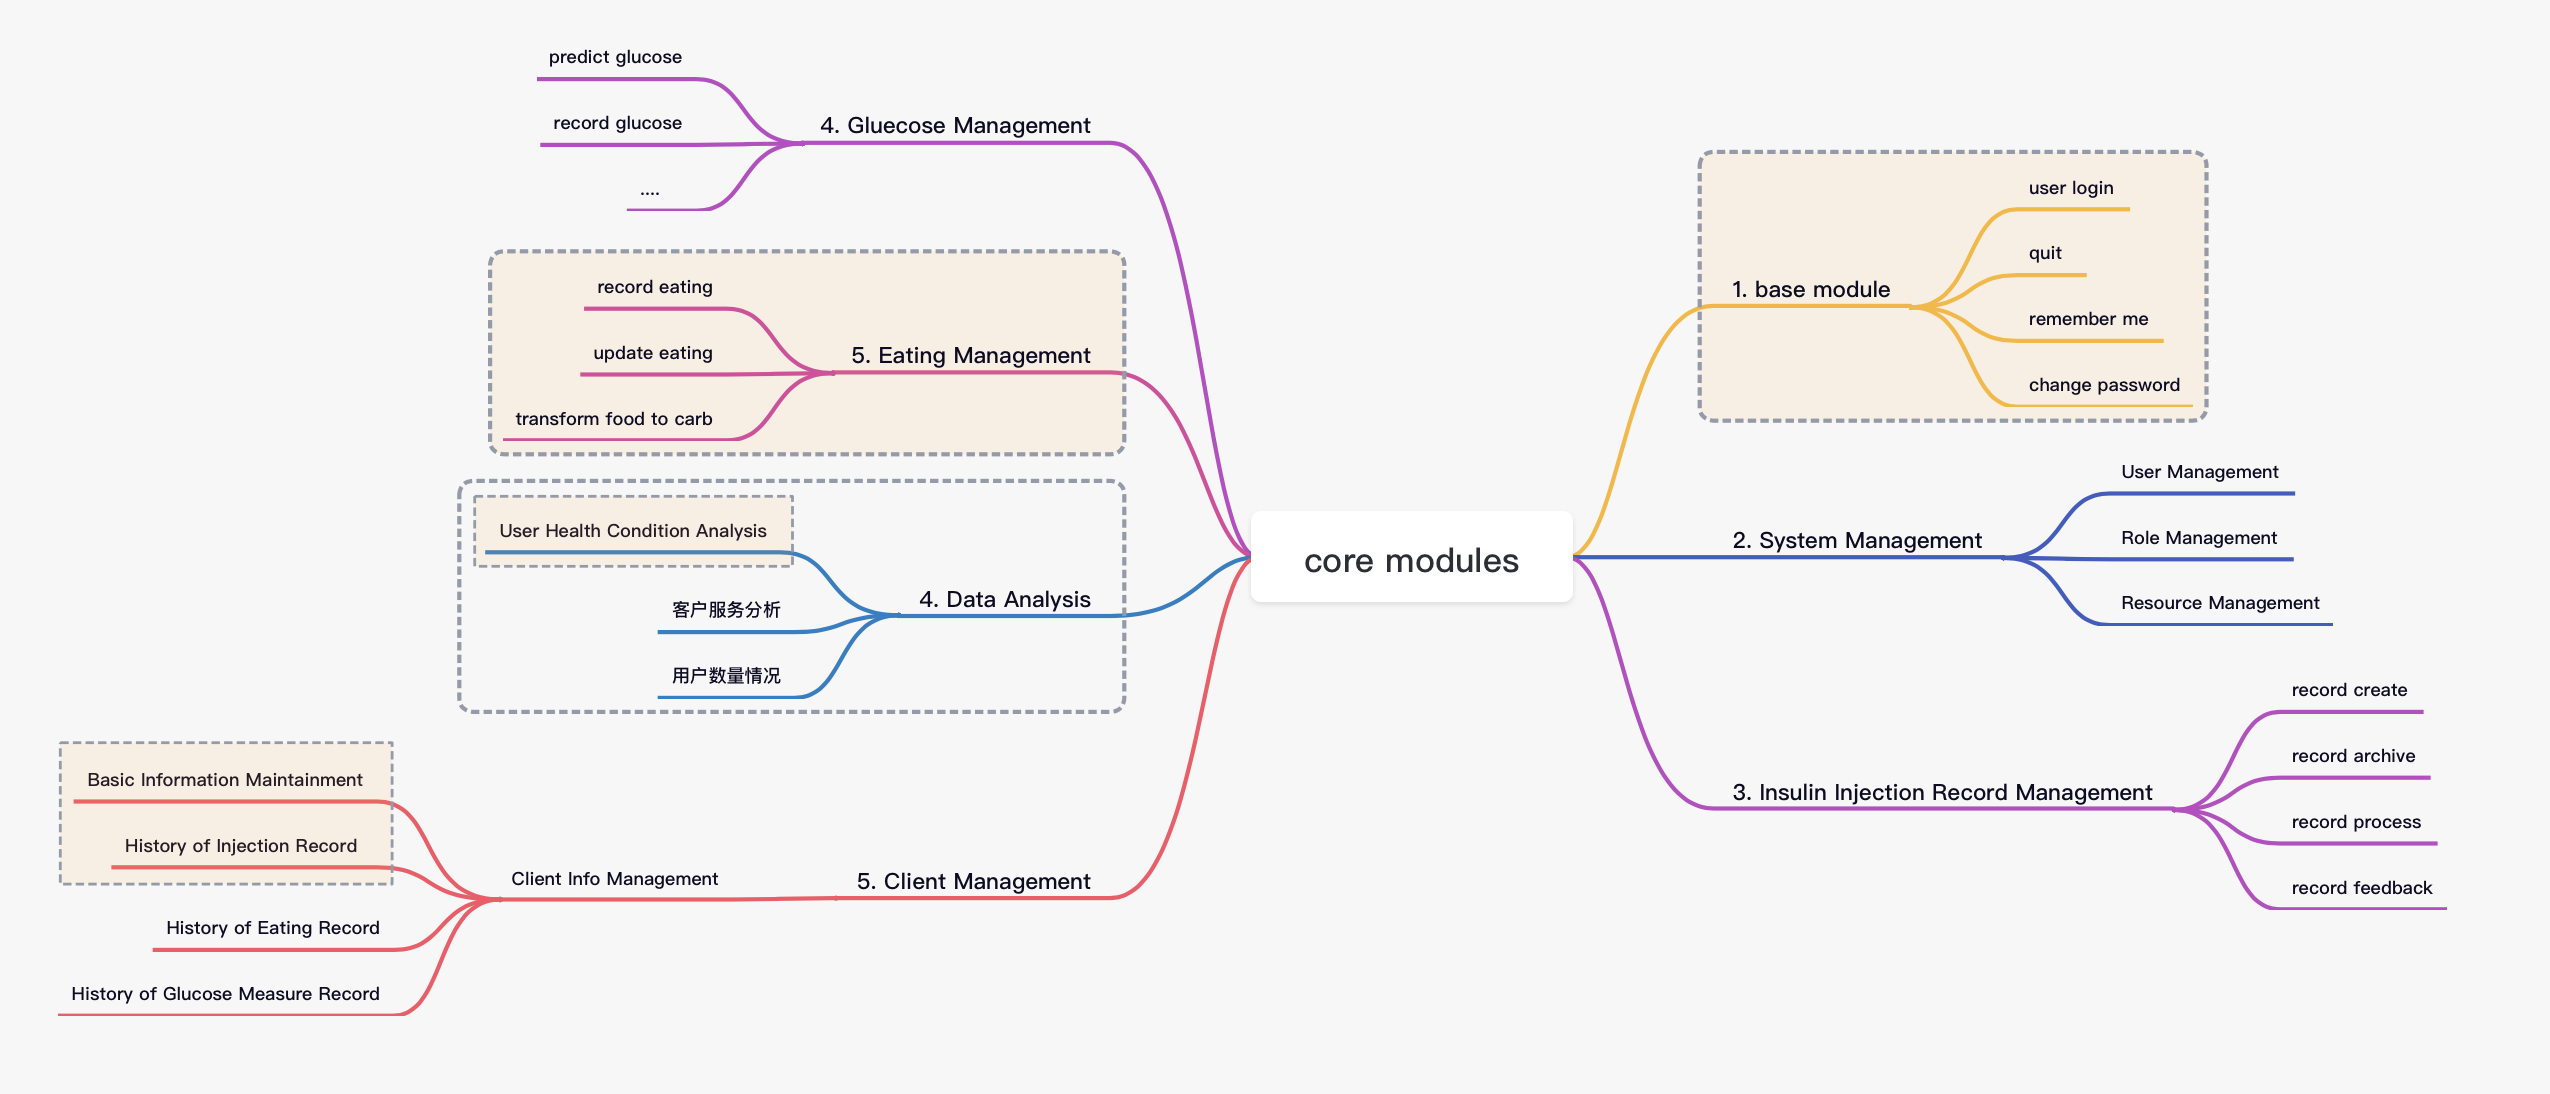 core modules
1. base module
user login
quit
remember me
change password
2. System Management
User Management
Role Management
Resource Management
3. Insulin Injection Record Management
record create
record archive
record process
record feedback
4. Gluecose Management
predict glucose
record glucose
....
5. Eating Management
record eating
update eating
transform food to carb
4. Data Analysis
User Health Condition Analysis
客户服务分析
用户数量情况
5. Client Management
Client Info Management
Basic Information Maintainment
History of Injection Record
History of Eating Record
History of Glucose Measure Record